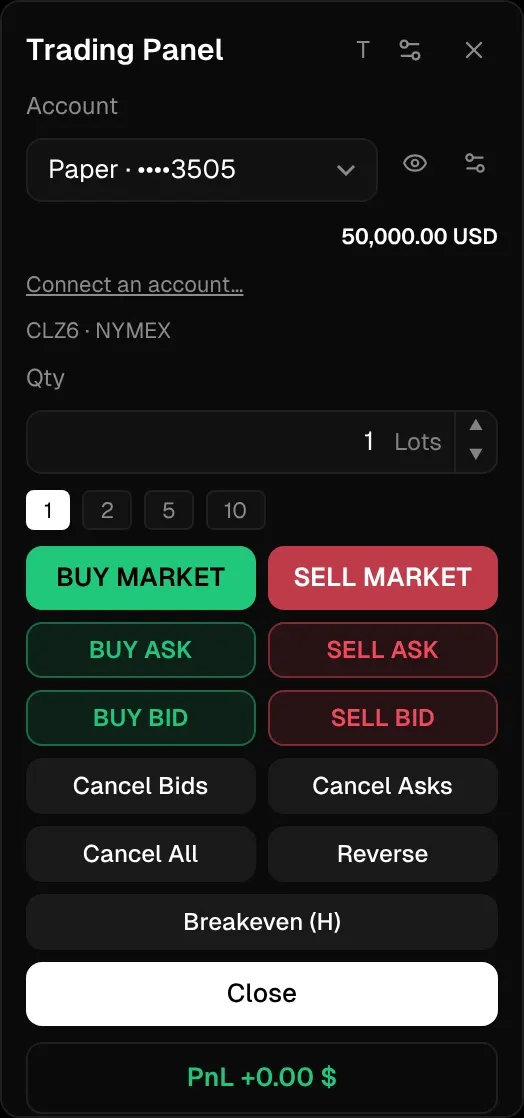 Trading Panel T
Account
Paper · ••••3505
50,000.00 USD
Connect an account…
CLZ6 · NYMEX
Qty
1 Lots
1 2 5 10
BUY MARKET SELL MARKET
BUY ASK SELL ASK
BUY BID SELL BID
Cancel Bids Cancel Asks
Cancel All Reverse
Breakeven (H)
Close
PnL +0.00 $